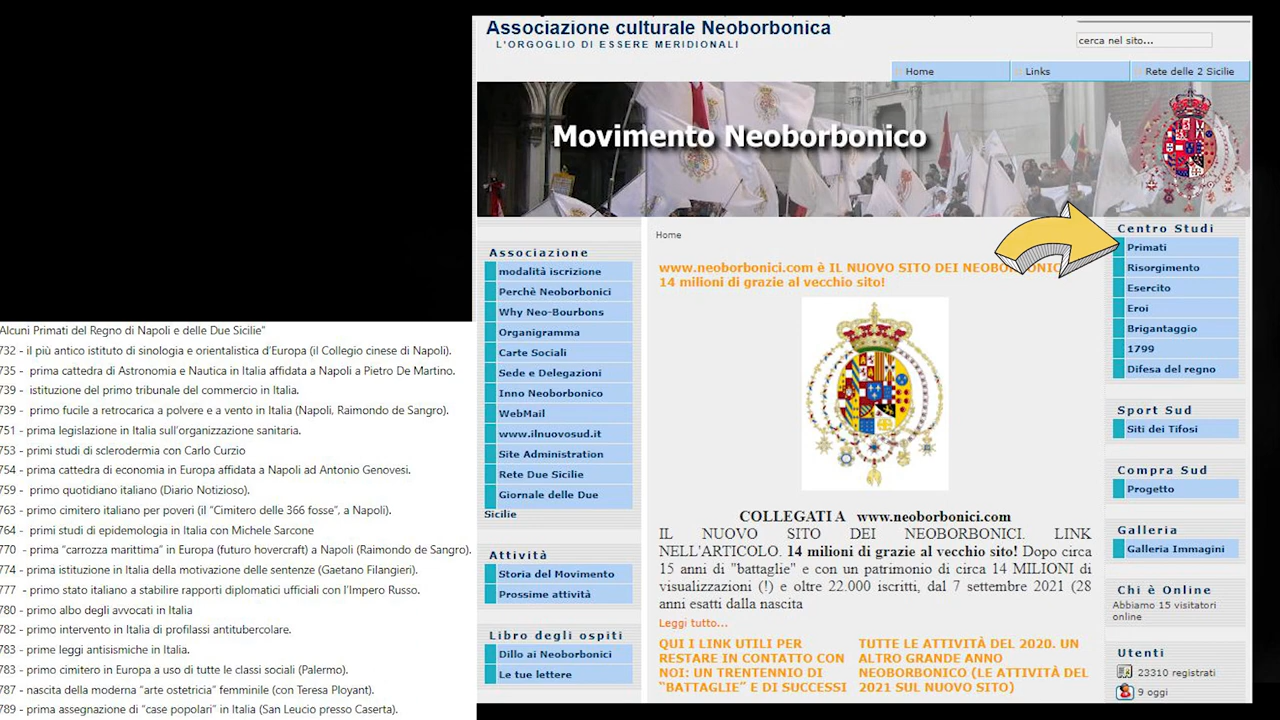 Associazione culturale Neoborbonica
L'ORGOGLIO DI ESSERE MERIDIONALI
cerca nel sito...
Home
Links
Rete delle 2 Sicilie
Movimento Neoborbonico
Associazione
modalità iscrizione
Perchè Neoborbonici
Why Neo-Bourbons
Organigramma
Carte Sociali
Sede e Delegazioni
Inno Neoborbonico
WebMail
www.ilnuovosud.it
Site Administration
Rete Due Sicilie
Giornale delle Due
Sicilie
Attività
Storia del Movimento
Prossime attività
Libro degli ospiti
Dillo ai Neoborbonici
Le tue lettere
Home
www.neoborbonici.com è IL NUOVO SITO DEI NEOBORBONIC
14 milioni di grazie al vecchio sito!
COLLEGATI A www.neoborbonici.com
IL NUOVO SITO DEI NEOBORBONICI. LINK
NELL'ARTICOLO. 14 milioni di grazie al vecchio sito! Dopo circa
15 anni di "battaglie" e con un patrimonio di circa 14 MILIONI di
visualizzazioni (!) e oltre 22.000 iscritti, dal 7 settembre 2021 (28
anni esatti dalla nascita
Leggi tutto...
QUI I LINK UTILI PER
RESTARE IN CONTATTO CON
NOI: UN TRENTENNIO DI
“BATTAGLIE” E DI SUCCESSI
TUTTE LE ATTIVITÀ DEL 2020. UN
ALTRO GRANDE ANNO
NEOBORBONICO (LE ATTIVITÀ DEL
2021 SUL NUOVO SITO)
Centro Studi
Primati
Risorgimento
Esercito
Eroi
Brigantaggio
1799
Difesa del regno
Sport Sud
Siti dei Tifosi
Compra Sud
Progetto
Galleria
Galleria Immagini
Chi è Online
Abbiamo 15 visitatori
online
Utenti
23310 registrati
9 oggi
Alcuni Primati del Regno di Napoli e delle Due Sicilie”
732 - il più antico istituto di sinologia e orientalistica d’Europa (il Collegio cinese di Napoli).
735 - prima cattedra di Astronomia e Nautica in Italia affidata a Napoli a Pietro De Martino.
739 - istituzione del primo tribunale del commercio in Italia.
739 - primo fucile a retrocarica a polvere e a vento in Italia (Napoli, Raimondo de Sangro).
751 - prima legislazione in Italia sull’organizzazione sanitaria.
753 - primi studi di sclerodermia con Carlo Curzio
754 - prima cattedra di economia in Europa affidata a Napoli ad Antonio Genovesi.
759 - primo quotidiano italiano (Diario Notizioso).
763 - primo cimitero italiano per poveri (il “Cimitero delle 366 fosse”, a Napoli).
764 - primi studi di epidemologia in Italia con Michele Sarcone
770 - prima “carrozza marittima” in Europa (futuro hovercraft) a Napoli (Raimondo de Sangro).
774 - prima istituzione in Italia della motivazione delle sentenze (Gaetano Filangieri).
777 - primo stato italiano a stabilire rapporti diplomatici ufficiali con l’Impero Russo.
780 - primo albo degli avvocati in Italia
782 - primo intervento in Italia di profilassi antitubercolare.
783 - prime leggi antisismiche in Italia.
783 - primo cimitero in Europa a uso di tutte le classi sociali (Palermo).
787 - nascita della moderna “arte ostetricia” femminile (con Teresa Ployant).
789 - prima assegnazione di “case popolari” in Italia (San Leucio presso Caserta).